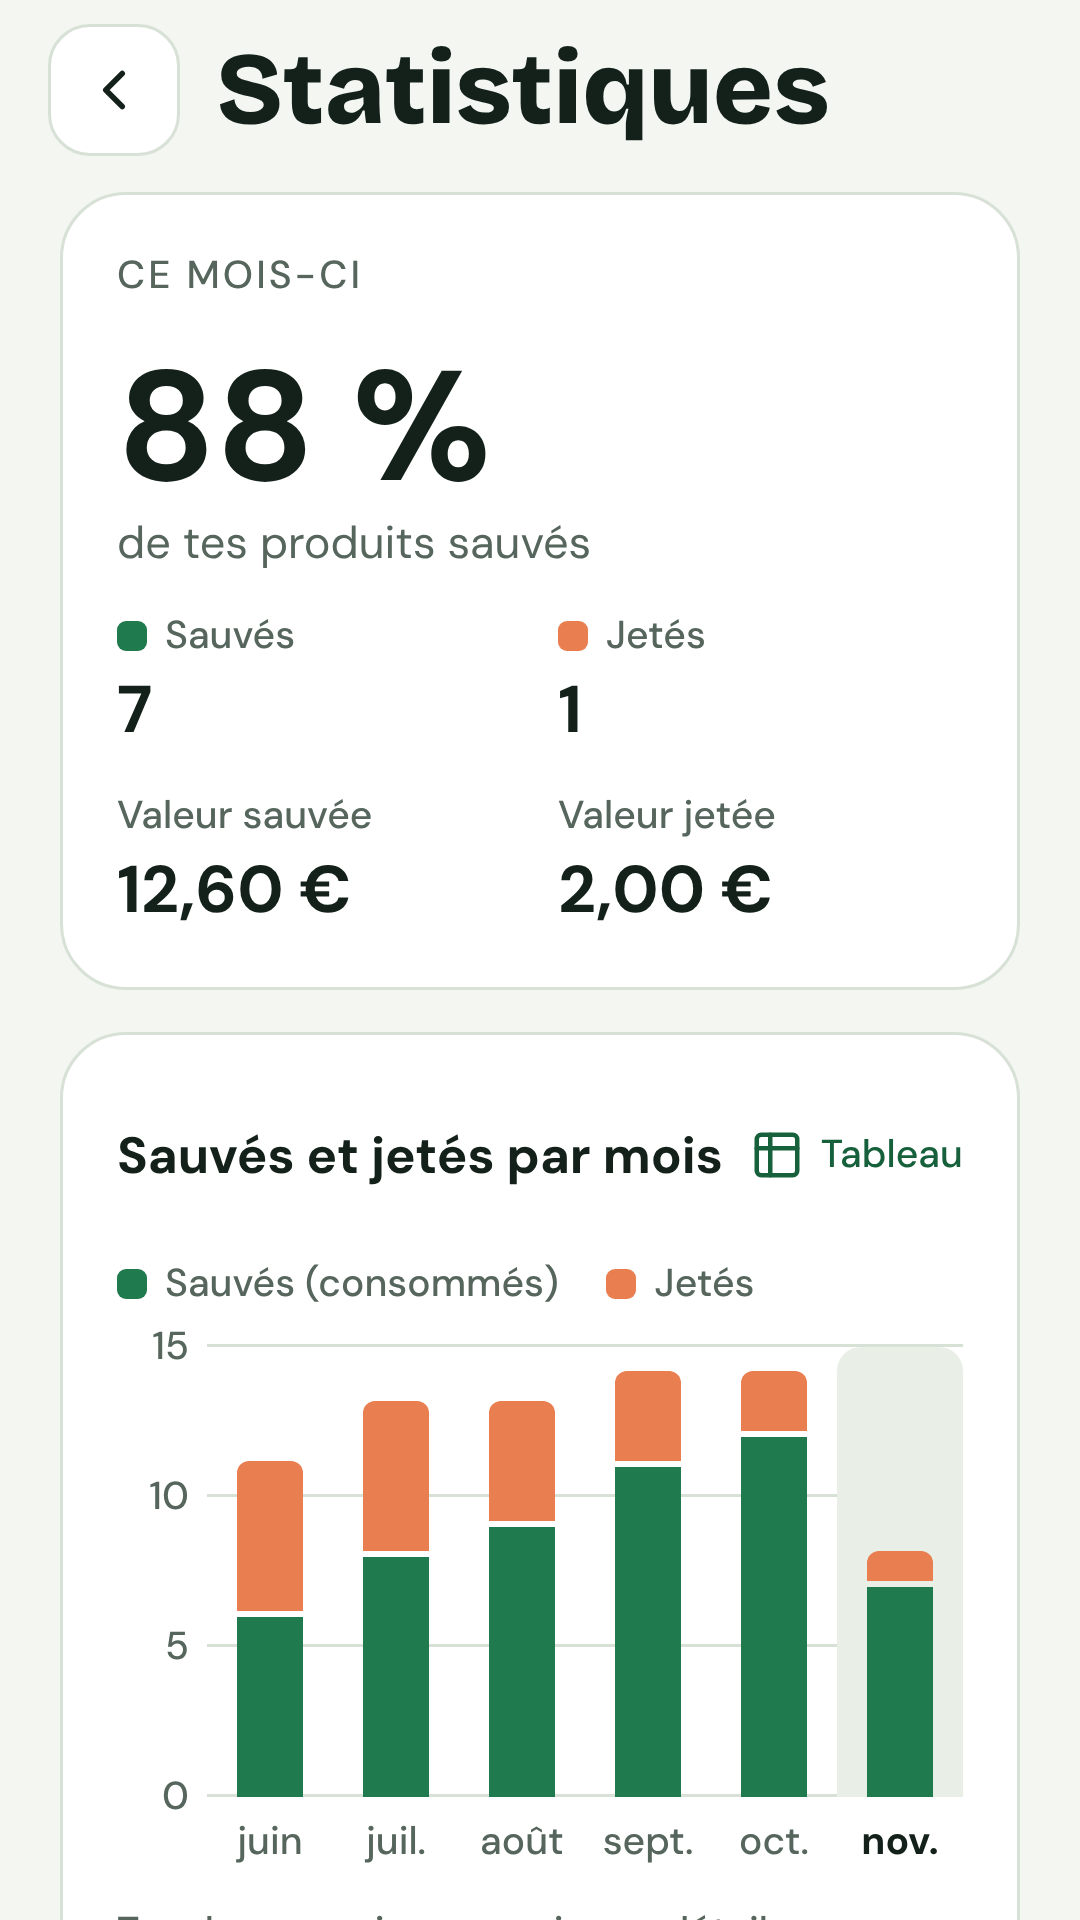 Statistiques
CE MOIS-CI
88 %
de tes produits sauvés
Sauvés
Jetés
7
1
Valeur sauvée
Valeur jetée
12,60 €
2,00 €
Sauvés et jetés par mois
Tableau
Sauvés (consommés)
Jetés
15
10
5
0
juin juil. août sept. oct. nov.